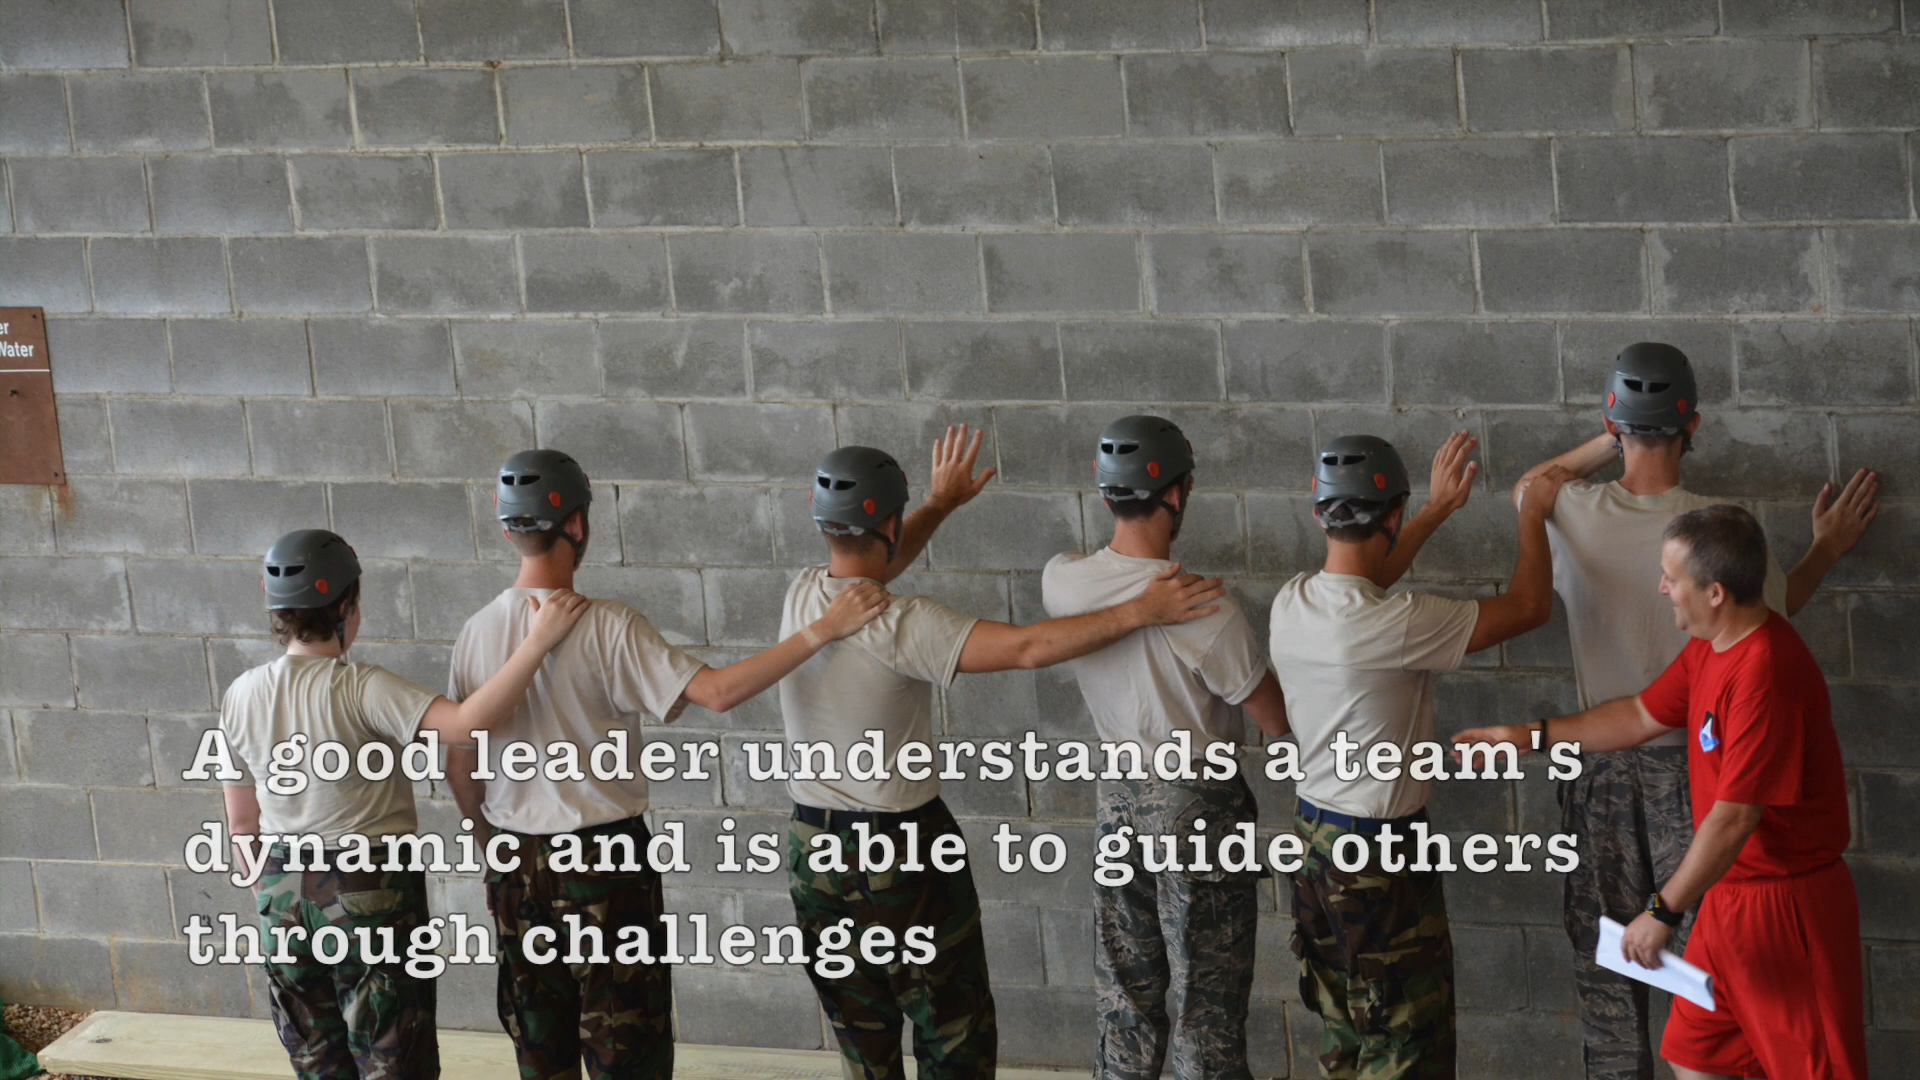 Water
A good leader understands a team's
dynamic and is able to guide others
through challenges